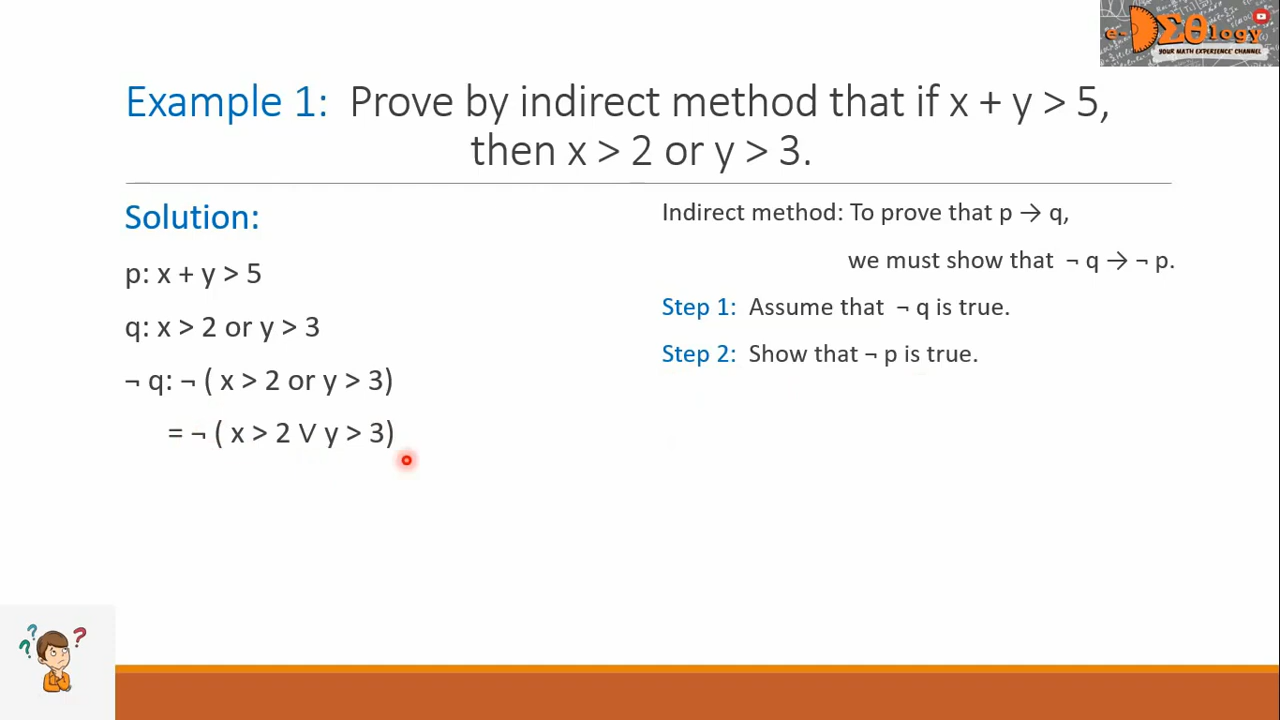 e-DΣΘlogy
YOUR MATH EXPERIENCE CHANNEL
Example 1: Prove by indirect method that if x + y > 5,
then x > 2 or y > 3.
Solution:
p: x + y > 5
q: x > 2 or y > 3
¬ q: ¬ ( x > 2 or y > 3)
= ¬ ( x > 2 V y > 3)
Indirect method: To prove that p → q,
we must show that ¬ q → ¬ p.
Step 1: Assume that ¬ q is true.
Step 2: Show that ¬ p is true.
? ? ?